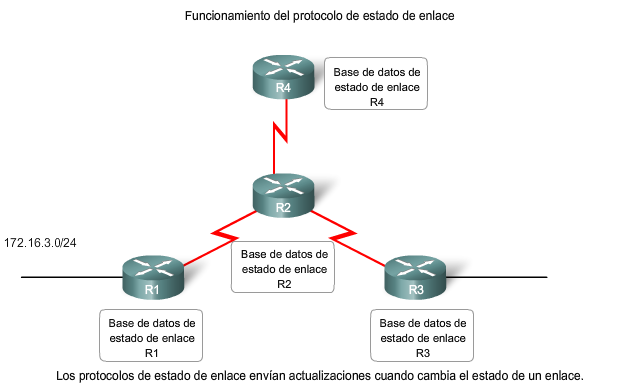 Funcionamiento del protocolo de estado de enlace
R4
Base de datos de
estado de enlace
R4
R2
172.16.3.0/24
Base de datos de
estado de enlace
R2
R1
R3
Base de datos de
estado de enlace
R1
Base de datos de
estado de enlace
R3
Los protocolos de estado de enlace envían actualizaciones cuando cambia el estado de un enlace.